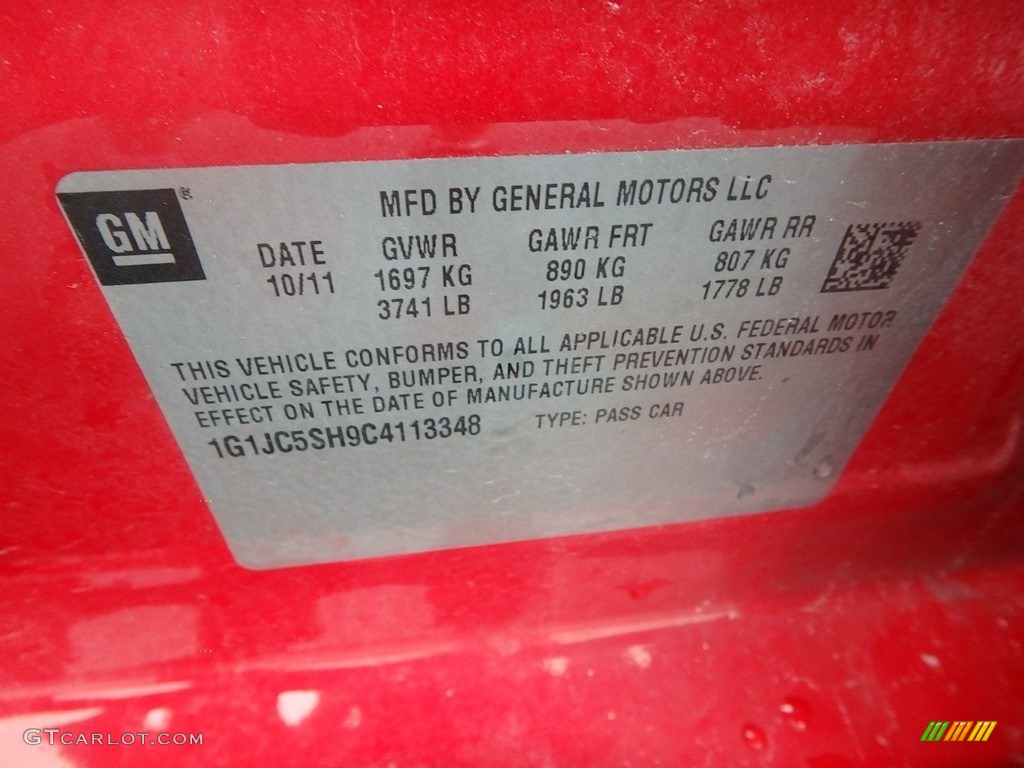 GM®
MFD BY GENERAL MOTORS LLC
DATE GVWR GAWR FRT GAWR RR
10/11 1697 KG 890 KG 807 KG
3741 LB 1963 LB 1778 LB
THIS VEHICLE CONFORMS TO ALL APPLICABLE U.S. FEDERAL MOTOR
VEHICLE SAFETY, BUMPER, AND THEFT PREVENTION STANDARDS IN
EFFECT ON THE DATE OF MANUFACTURE SHOWN ABOVE.
1G1JC5SH9C4113348 TYPE: PASS CAR
GTCARLOT.COM